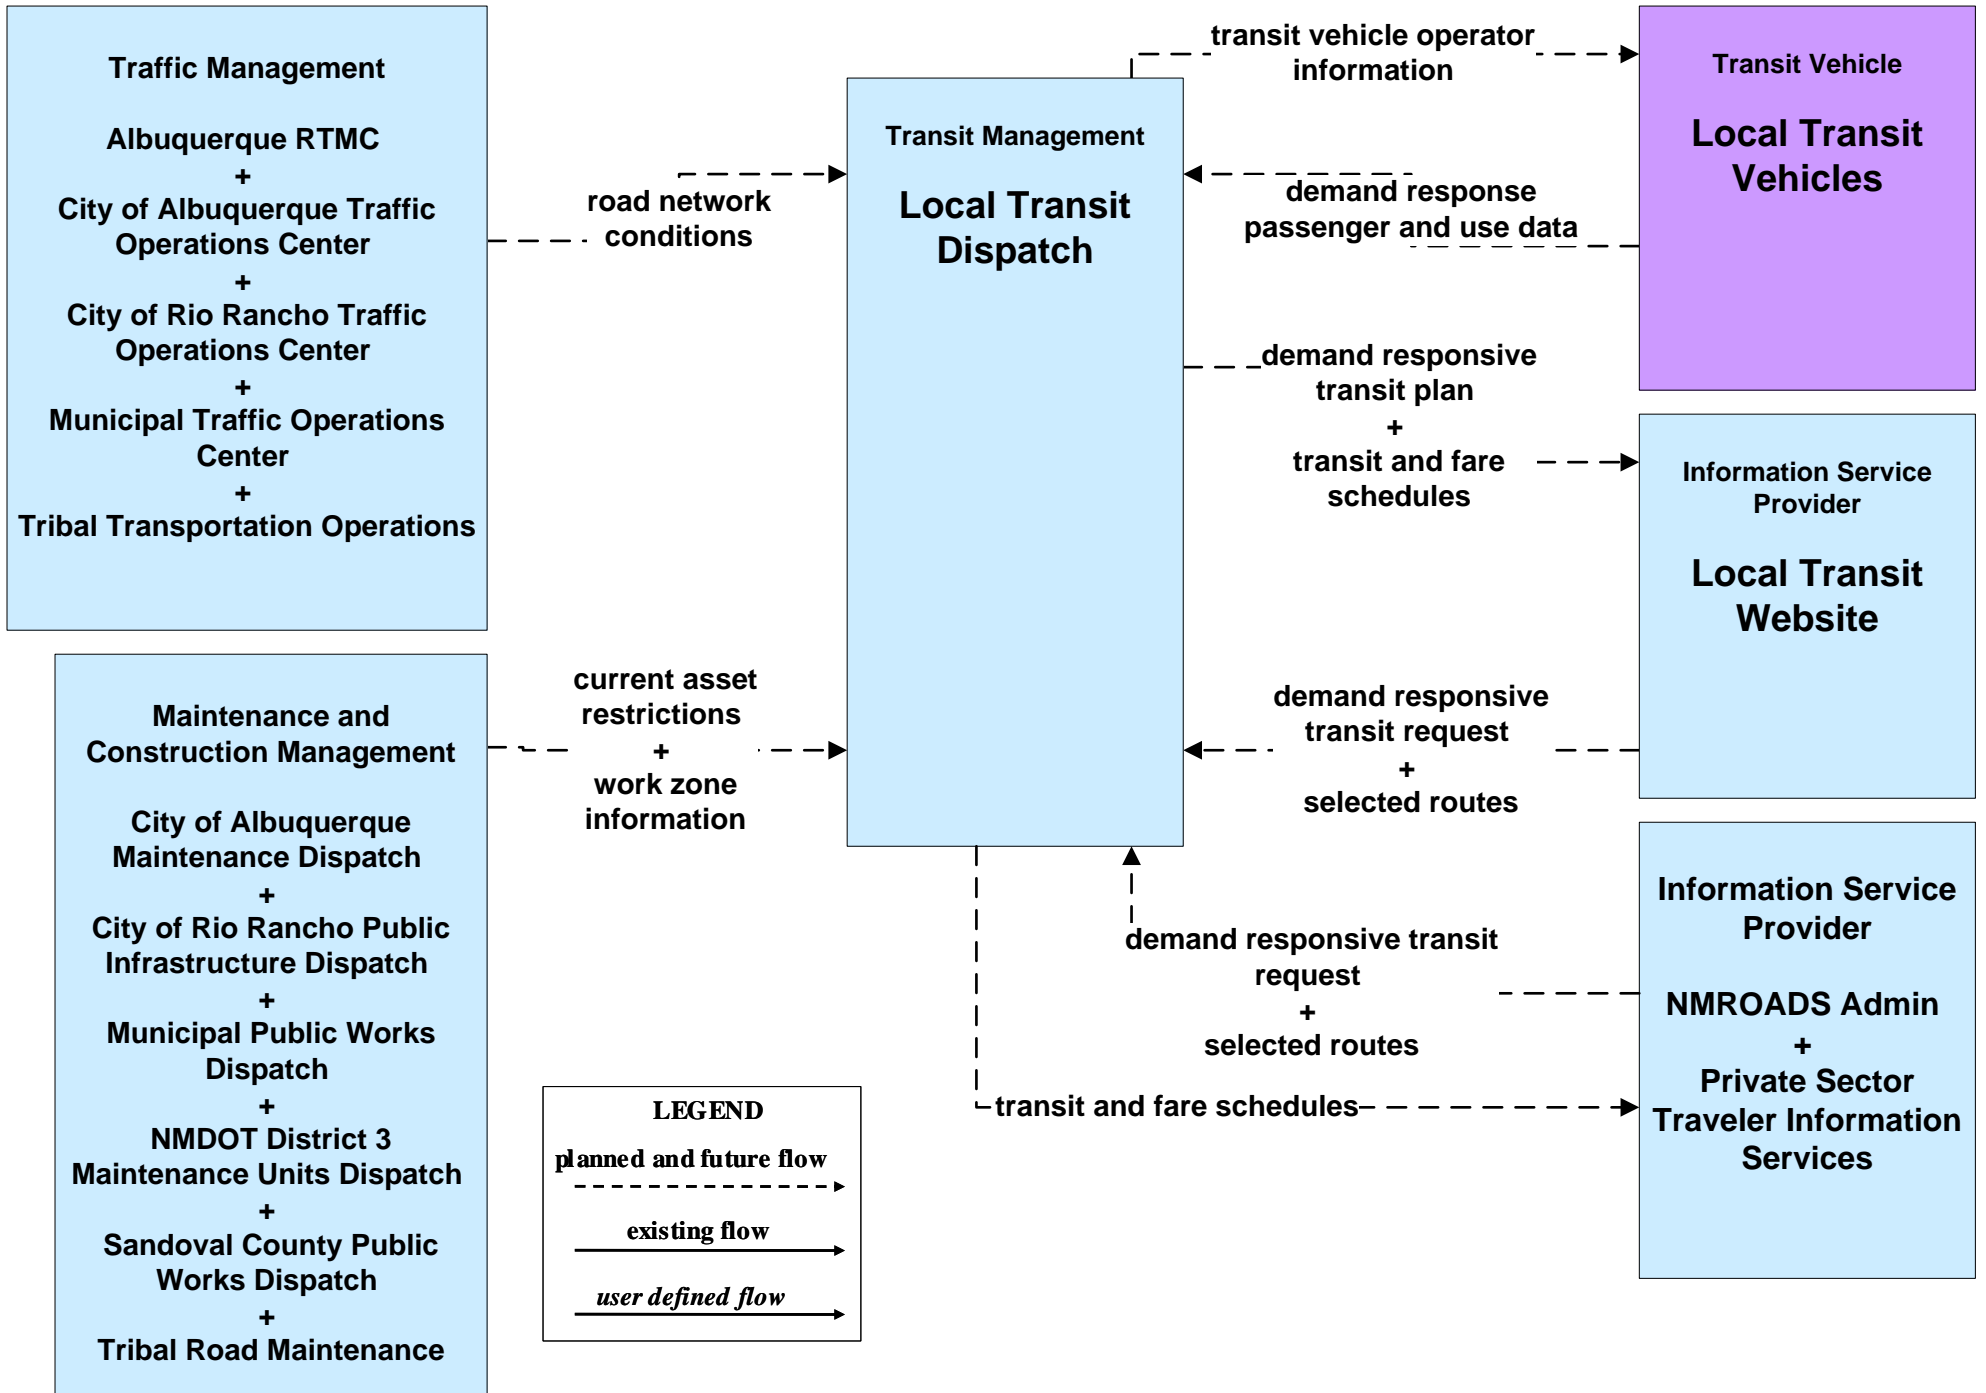 Traffic Management
Albuquerque RTMC
+
City of Albuquerque Traffic
Operations Center
+
City of Rio Rancho Traffic
Operations Center
+
Municipal Traffic Operations
Center
+
Tribal Transportation Operations
Maintenance and
Construction Management
City of Albuquerque
Maintenance Dispatch
+
City of Rio Rancho Public
Infrastructure Dispatch
+
Municipal Public Works
Dispatch
+
NMDOT District 3
Maintenance Units Dispatch
+
Sandoval County Public
Works Dispatch
+
Tribal Road Maintenance
road network
conditions
current asset
restrictions
+
work zone
information
LEGEND
planned and future flow
existing flow
user defined flow
Transit Management
Local Transit
Dispatch
transit vehicle operator
information
demand response
passenger and use data
demand responsive
transit plan
+
transit and fare
schedules
demand responsive
transit request
+
selected routes
demand responsive transit
request
+
selected routes
transit and fare schedules
Transit Vehicle
Local Transit
Vehicles
Information Service
Provider
Local Transit
Website
Information Service
Provider
NMROADS Admin
+
Private Sector
Traveler Information
Services